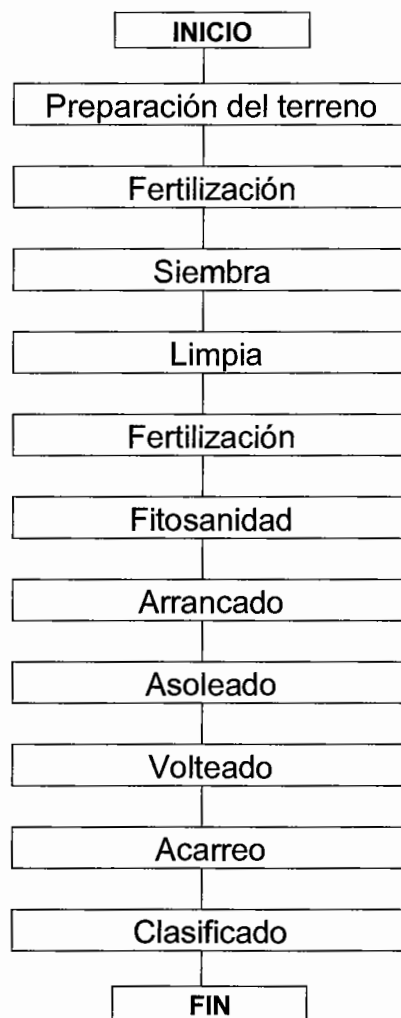 INICIO
Preparación del terreno
Fertilización
Siembra
Limpia
Fertilización
Fitosanidad
Arrancado
Asoleado
Volteado
Acarreo
Clasificado
FIN